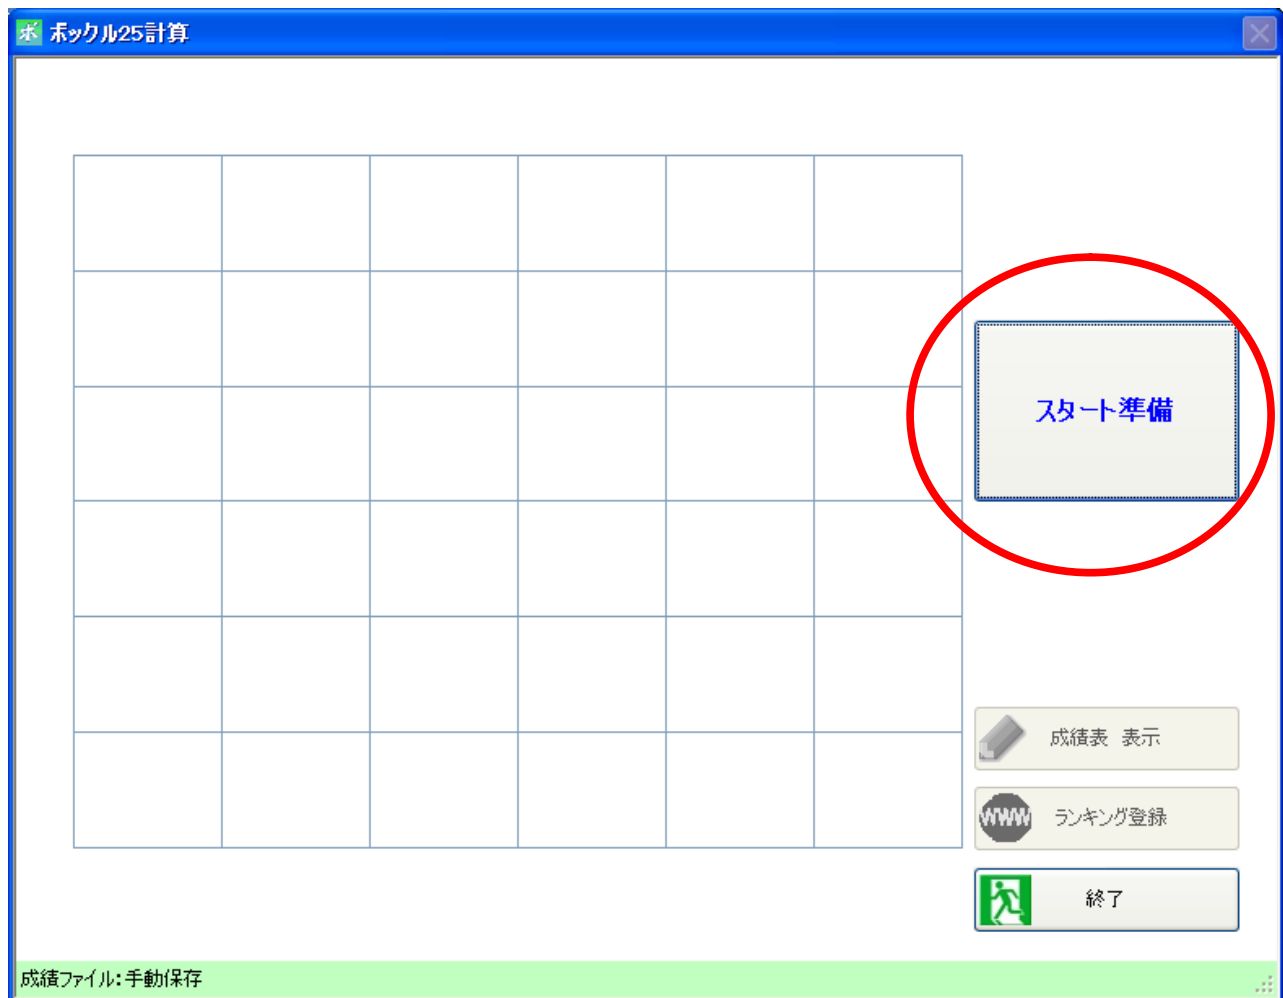 ボ ボックル25計算
スタート準備
成績表 表示
WWW ランキング登録
終了
成績ファイル:手動保存